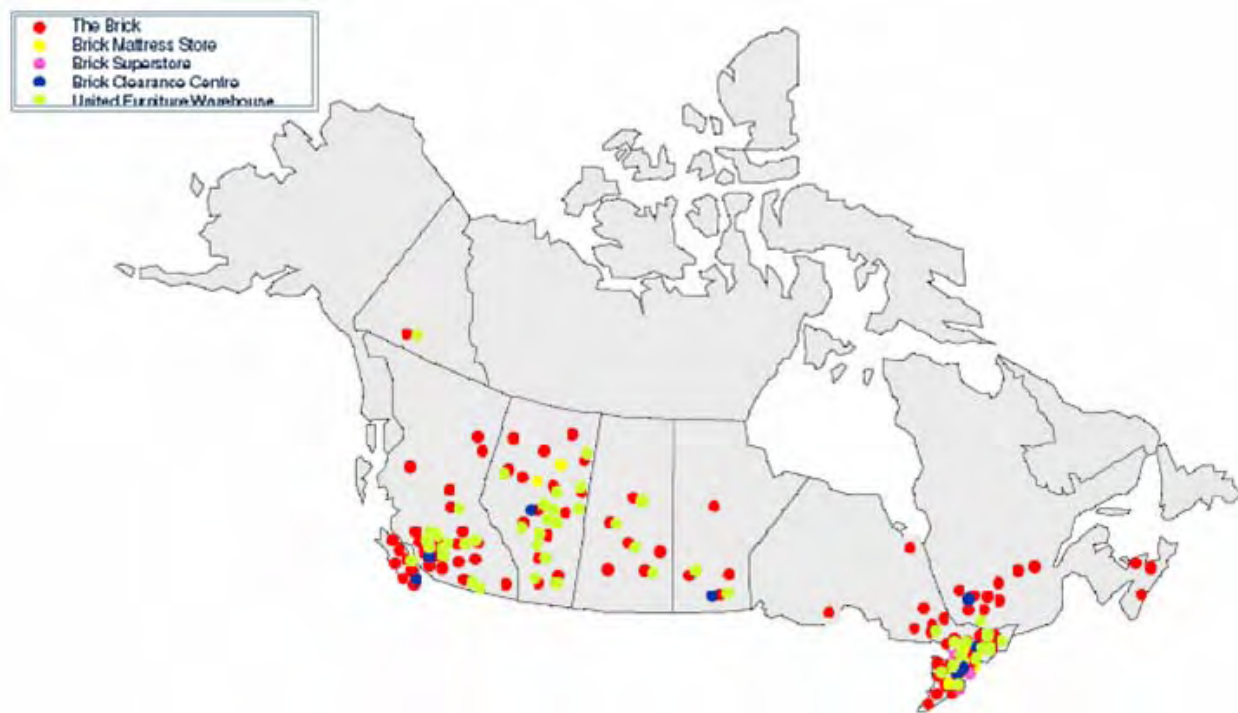 The Brick
Brick Mattress Store
Brick Superstore
Brick Clearance Centre
United Furniture Warehouse